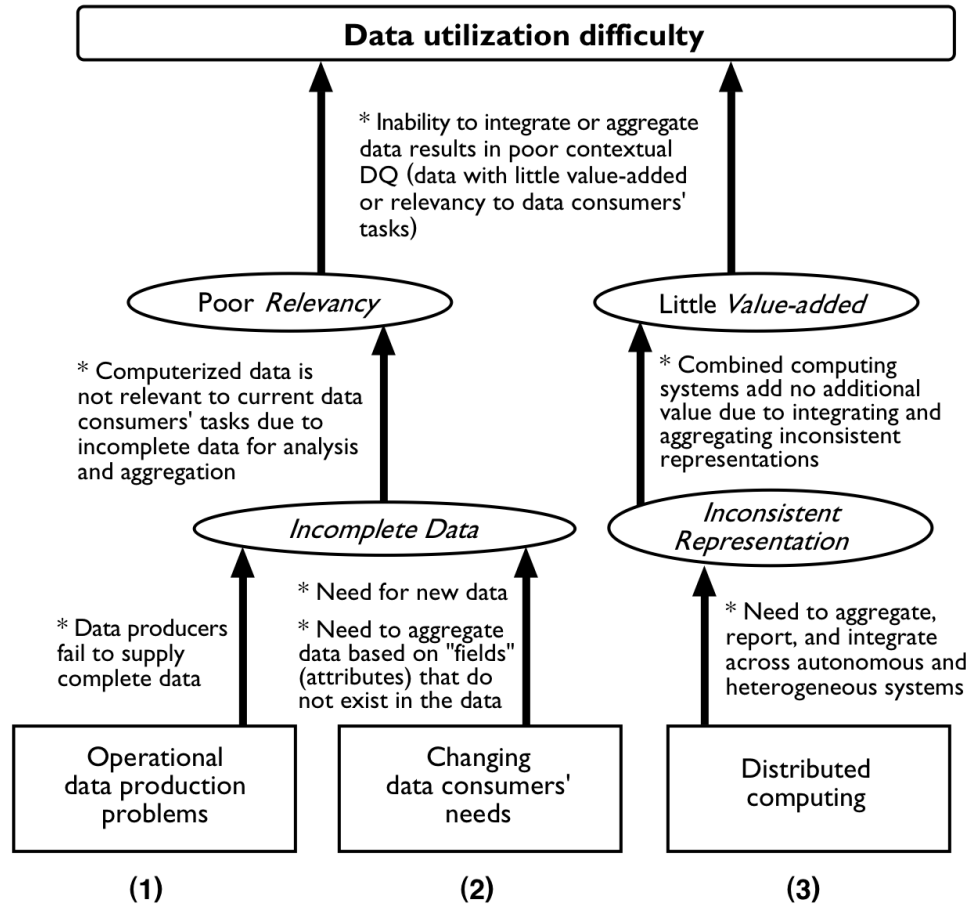 Data utilization difficulty
* Inability to integrate or aggregate
data results in poor contextual
DQ (data with little value-added
or relevancy to data consumers'
tasks)
Poor Relevancy
Little Value-added
* Computerized data is
not relevant to current data
consumers' tasks due to
incomplete data for analysis
and aggregation
* Combined computing
systems add no additional
value due to integrating and
aggregating inconsistent
representations
Incomplete Data
Inconsistent
Representation
* Data producers
fail to supply
complete data
* Need for new data
* Need to aggregate
data based on "fields"
(attributes) that do
not exist in the data
* Need to aggregate,
report, and integrate
across autonomous and
heterogeneous systems
Operational
data production
problems
Changing
data consumers'
needs
Distributed
computing
(1)
(2)
(3)